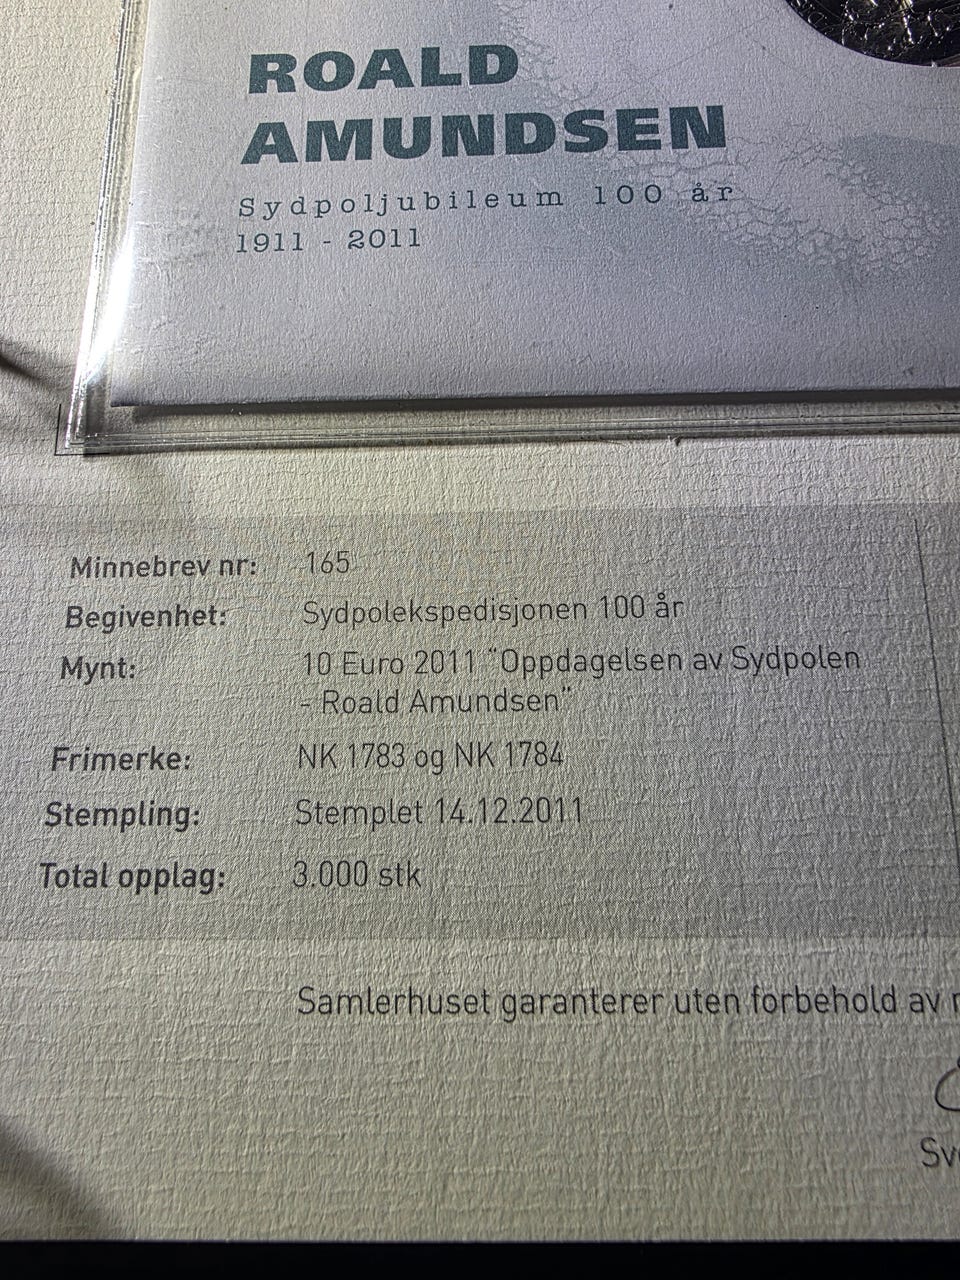 ROALD
AMUNDSEN
Sydpoljubileum 100 år
1911 - 2011
Minnebrev nr: 165
Begivenhet: Sydpolekspedisjonen 100 år
Mynt: 10 Euro 2011 "Oppdagelsen av Sydpolen
- Roald Amundsen"
Frimerke: NK 1783 og NK 1784
Stempling: Stemplet 14.12.2011
Total opplag: 3.000 stk
Samlerhuset garanterer uten forbehold av